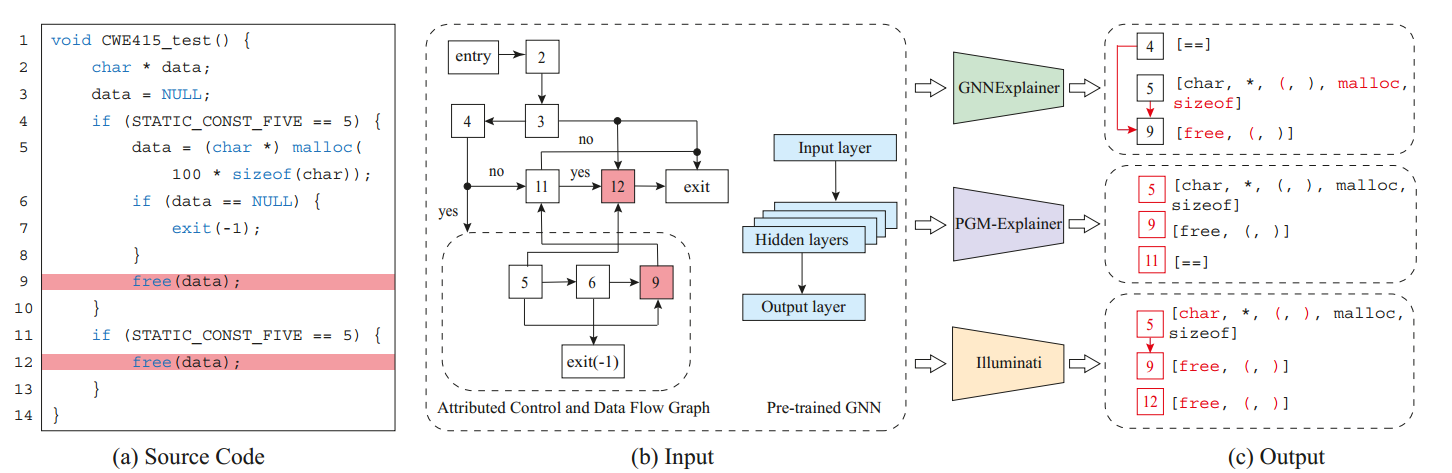 1 void CWE415_test() {
2 char * data;
3 data = NULL;
4 if (STATIC_CONST_FIVE == 5) {
5 data = (char *) malloc(
100 * sizeof(char));
6 if (data == NULL) {
7 exit(-1);
8 }
9 free(data);
10 }
11 if (STATIC_CONST_FIVE == 5) {
12 free(data);
13 }
14 }
(a) Source Code
entry
2
4
3
no
no
11
yes
12
exit
yes
5
6
9
exit(-1)
Attributed Control and Data Flow Graph
Input layer
Hidden layers
Output layer
Pre-trained GNN
(b) Input
GNNExplainer
PGM-Explainer
Illuminati
4 [==]
5 [char, *, (, ), malloc,
sizeof]
9 [free, (, )]
5 [char, *, (, ), malloc,
sizeof]
9 [free, (, )]
11 [==]
5 [char, *, (, ), malloc,
sizeof]
9 [free, (, )]
12 [free, (, )]
(c) Output